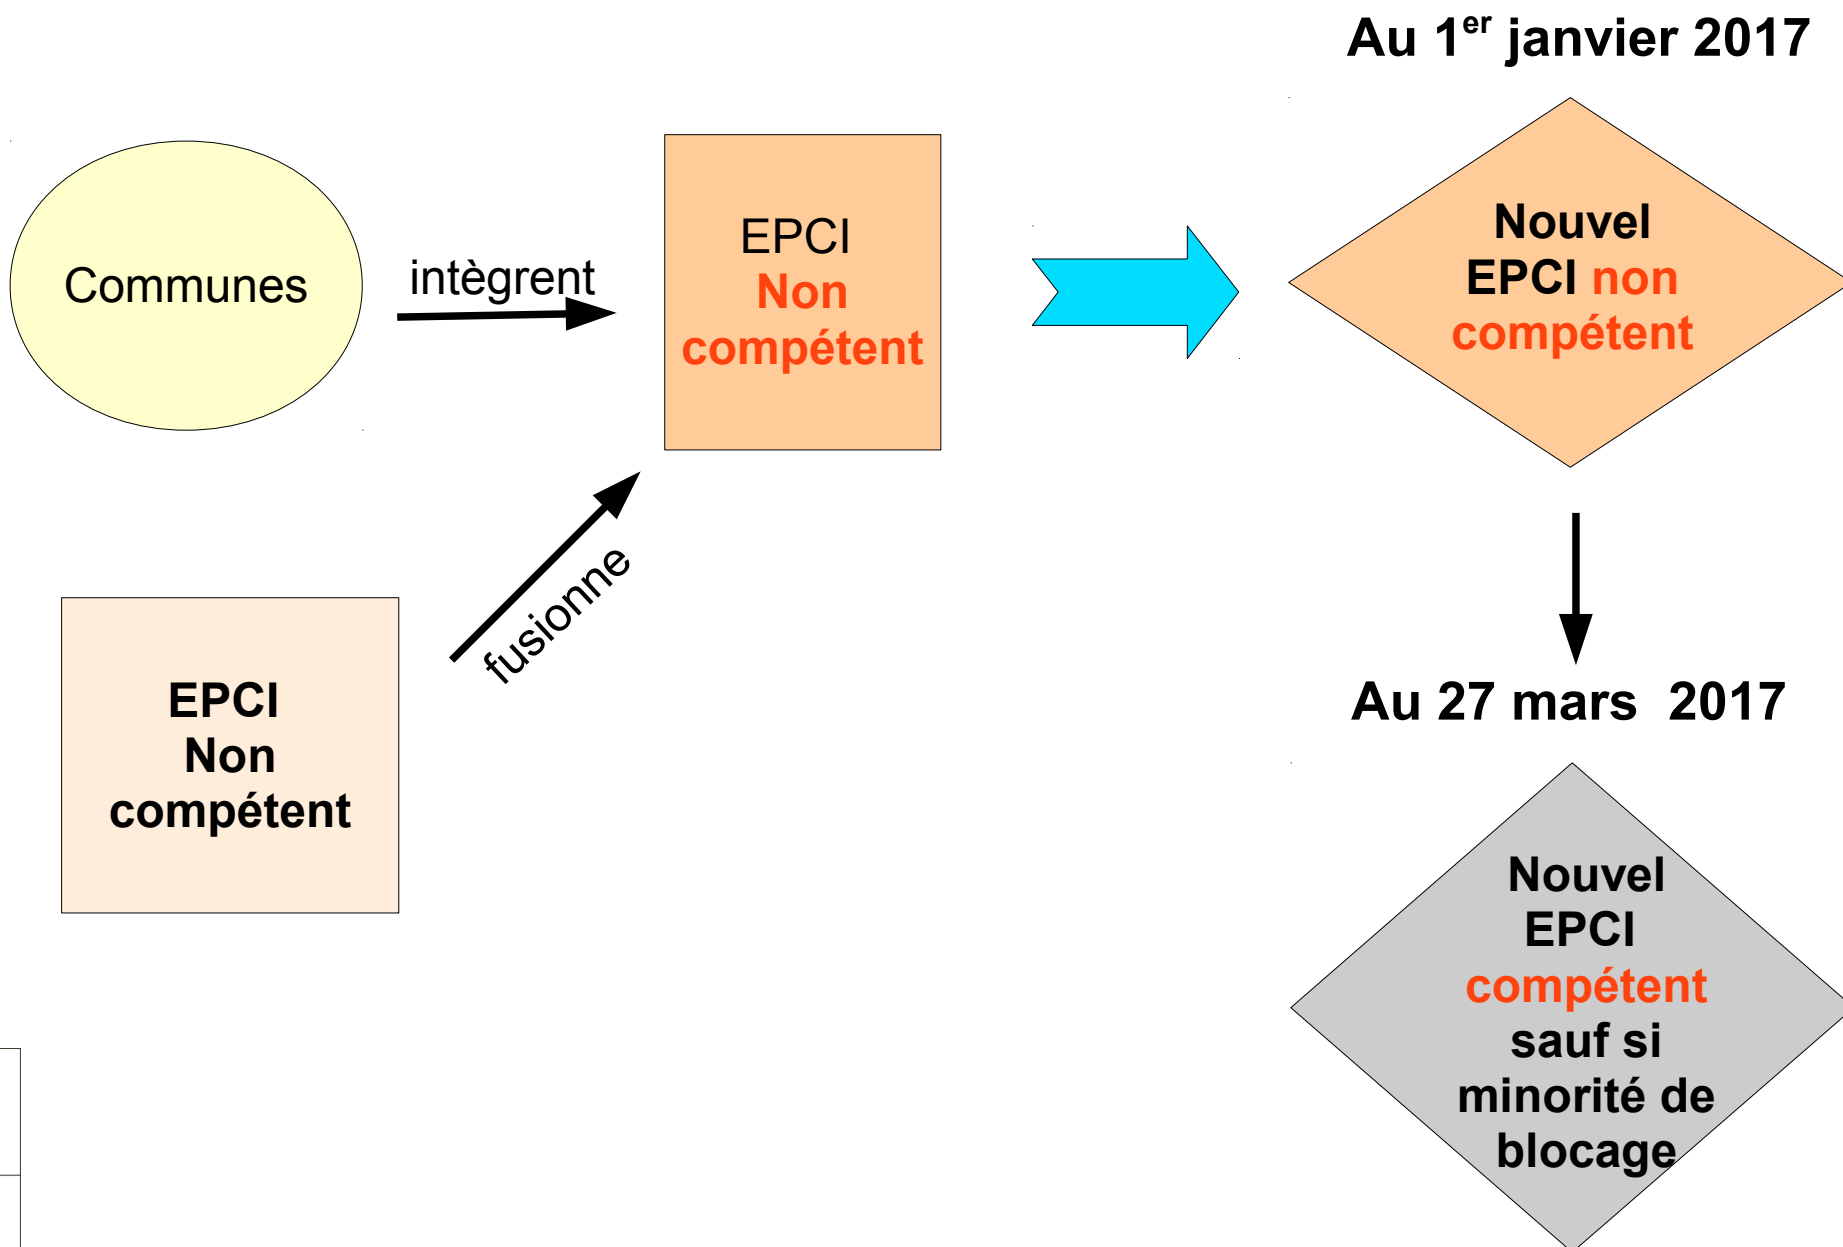 Au 1er janvier 2017
Communes
intègrent
EPCI
Non
compétent
Nouvel
EPCI non
compétent
fusionne
EPCI
Non
compétent
Au 27 mars 2017
Nouvel
EPCI
compétent
sauf si
minorité de
blocage